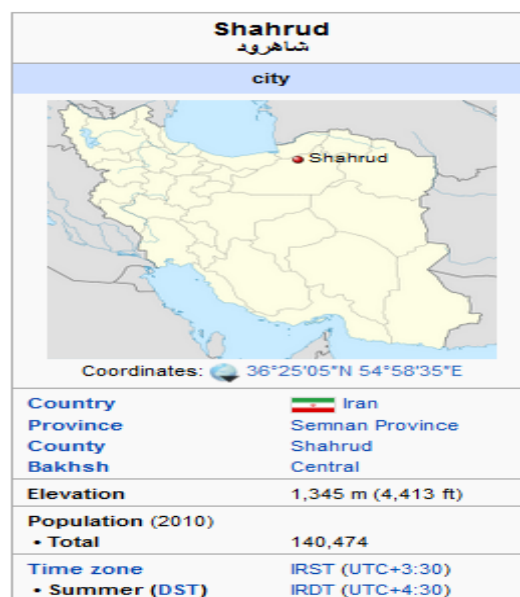 Shahrud
شاهرود
city
Shahrud
Coordinates: 36°25′05″N 54°58′35″E
Country Iran
Province Semnan Province
County Shahrud
Bakhsh Central
Elevation 1,345 m (4,413 ft)
Population (2010)
• Total 140,474
Time zone IRST (UTC+3:30)
• Summer (DST) IRDT (UTC+4:30)